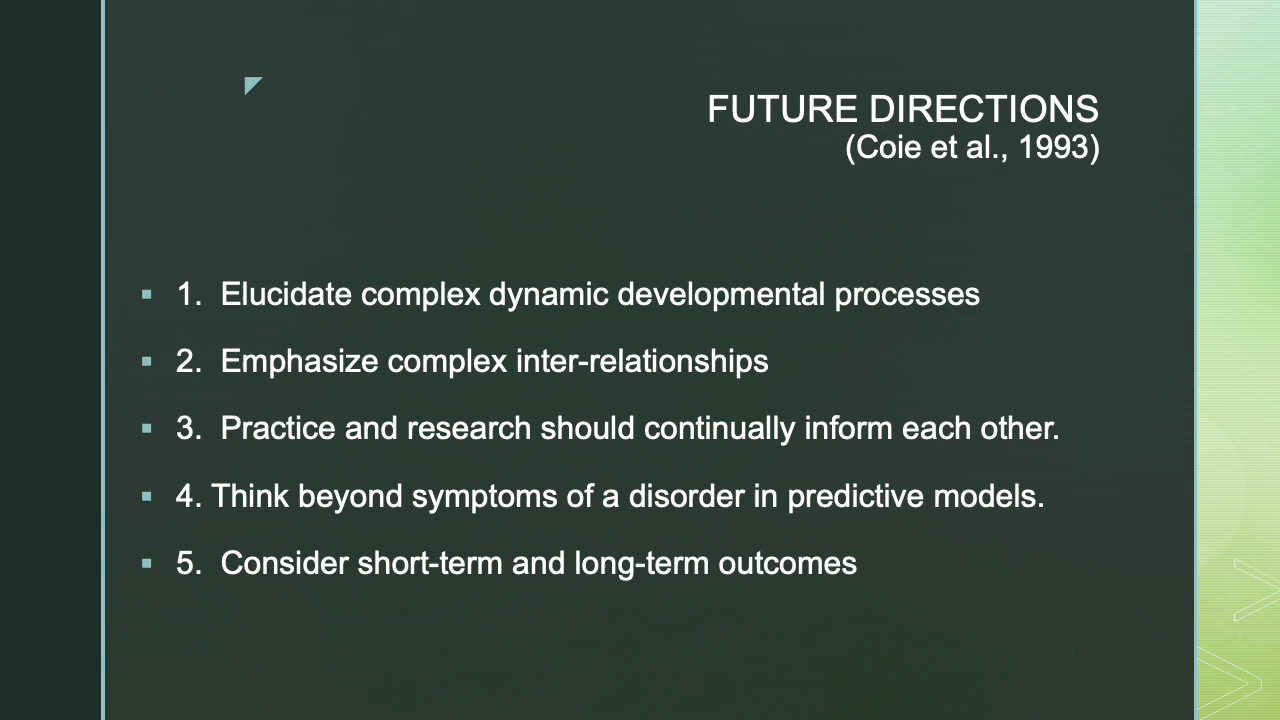 FUTURE DIRECTIONS
(Coie et al., 1993)
▪ 1.  Elucidate complex dynamic developmental processes
▪ 2.  Emphasize complex inter-relationships
▪ 3.  Practice and research should continually inform each other.
▪ 4. Think beyond symptoms of a disorder in predictive models.
▪ 5.  Consider short-term and long-term outcomes